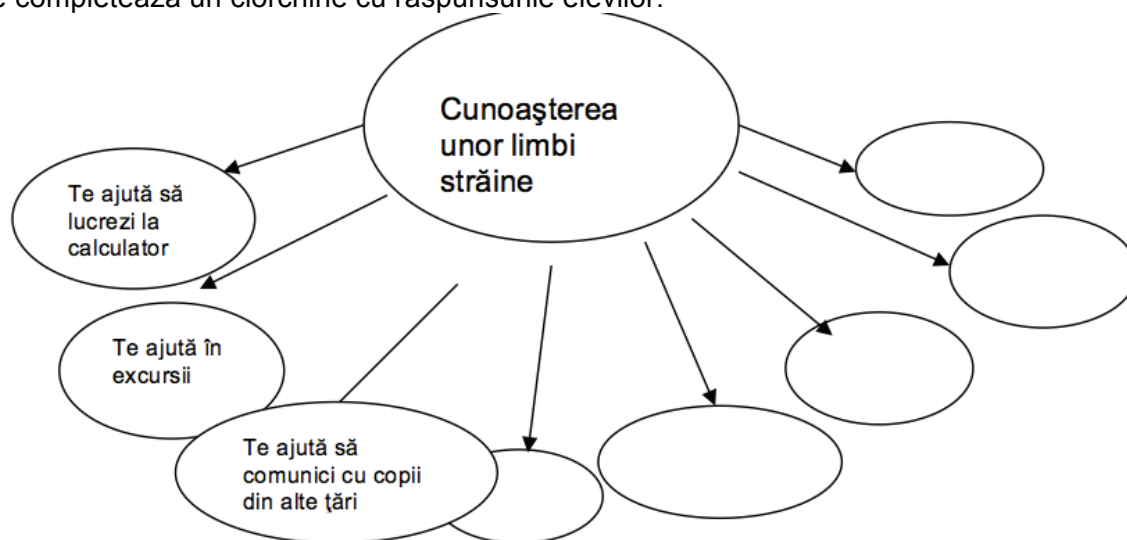 completează un ciorchine cu răspunsurile elevilor.
Cunoaşterea
unor limbi
străine
Te ajută să
lucrezi la
calculator
Te ajută în
excursii
Te ajută să
comunici cu copii
din alte ţări